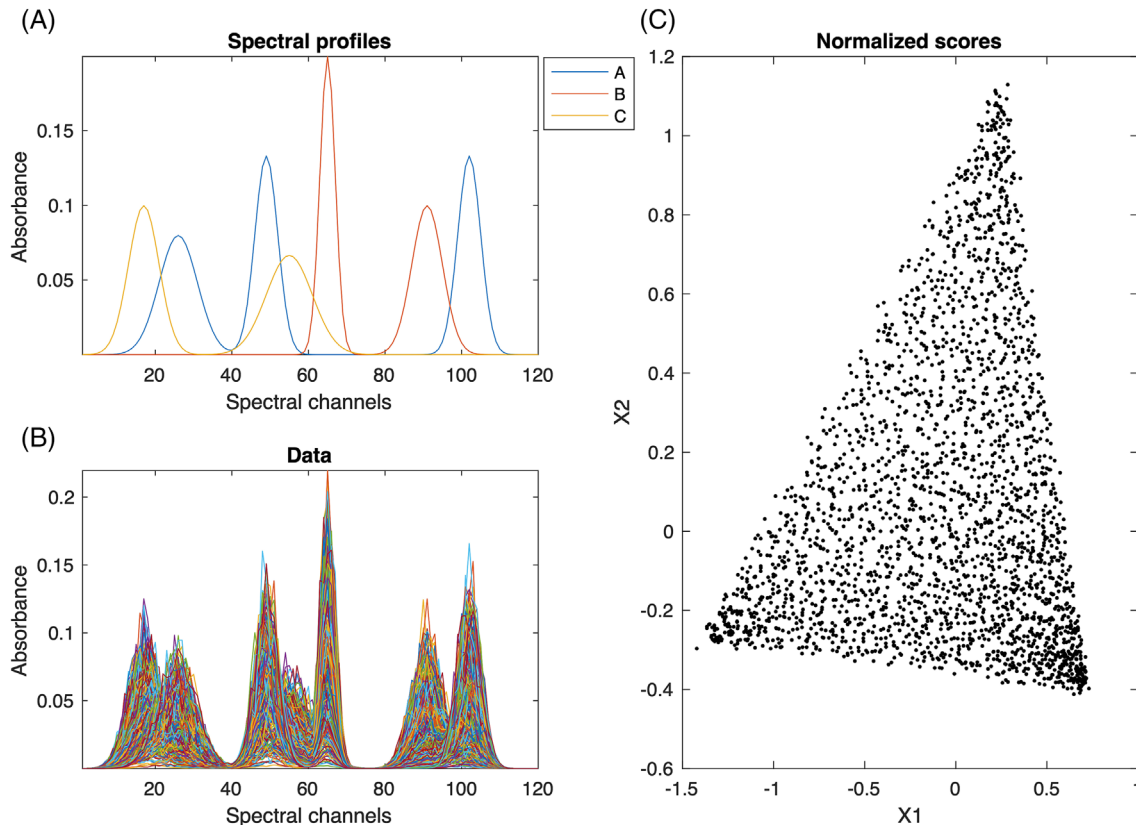 (A)
Spectral profiles
A
B
C
0.15
0.1
0.05
Absorbance
20 40 60 80 100 120
Spectral channels
(B)
Data
0.2
0.15
0.1
0.05
Absorbance
20 40 60 80 100 120
Spectral channels
(C)
Normalized scores
1.2
1
0.8
0.6
0.4
0.2
0
-0.2
-0.4
-0.6
X2
-1.5 -1 -0.5 0 0.5 1
X1